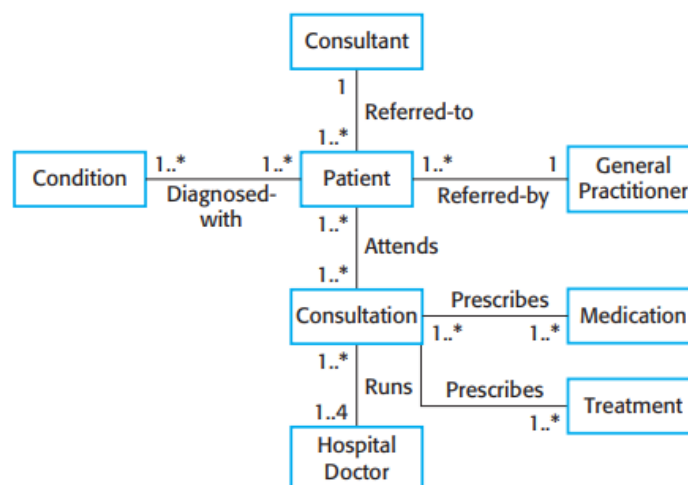 Consultant
1
Referred-to
1..*
1..*
1..*
1..*
1
Condition
Patient
General
Practitioner
Diagnosed-
with
Referred-by
1..*
Attends
1..*
Prescribes
Consultation
Medication
1..*
1..*
1..*
Runs
Prescribes
1..4
Treatment
1..*
Hospital
Doctor